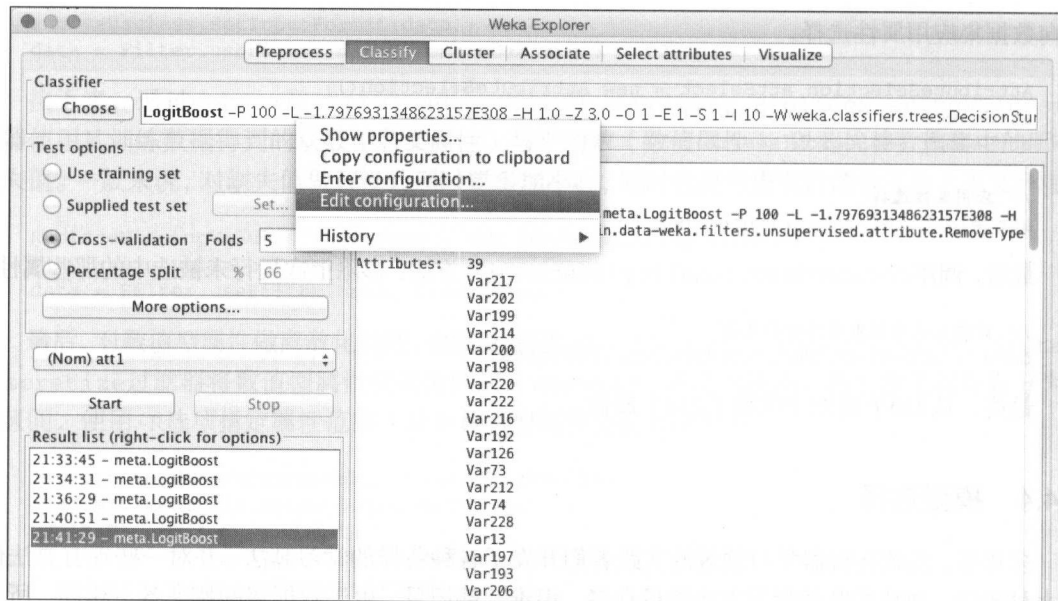 Weka Explorer
Preprocess Classify Cluster Associate Select attributes Visualize
Classifier
Choose LogitBoost -P 100 -L -1.7976931348623157E308 -H 1.0 -Z 3.0 -O 1 -E 1 -S 1 -I 10 -W weka.classifiers.trees.DecisionStur
Show properties...
Copy configuration to clipboard
Enter configuration...
Edit configuration...
History
Test options
Use training set
Supplied test set Set...
Cross-validation Folds 5
Percentage split % 66
More options...
(Nom) att1
Start Stop
Result list (right-click for options)
21:33:45 - meta.LogitBoost
21:34:31 - meta.LogitBoost
21:36:29 - meta.LogitBoost
21:40:51 - meta.LogitBoost
21:41:29 - meta.LogitBoost
meta.LogitBoost -P 100 -L -1.7976931348623157E308 -H
in.data-weka.filters.unsupervised.attribute.RemoveType
Attributes: 39
Var217
Var202
Var199
Var214
Var200
Var198
Var220
Var222
Var216
Var192
Var126
Var73
Var212
Var74
Var228
Var13
Var197
Var193
Var206